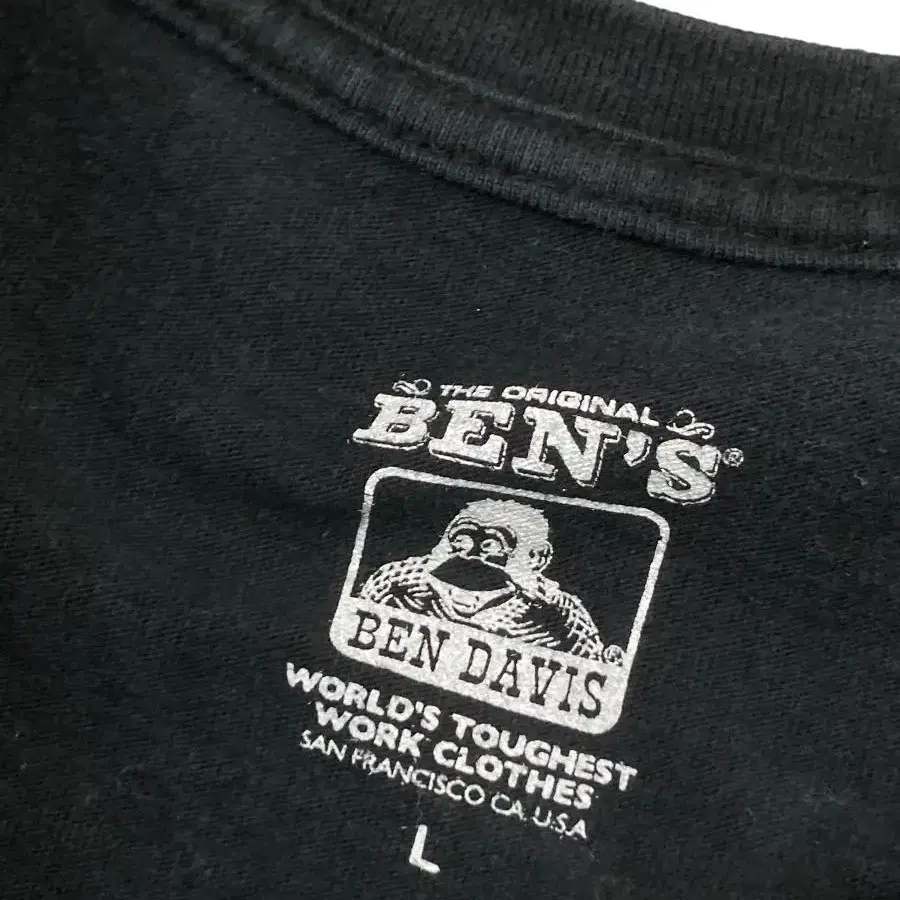 THE ORIGINAL
BEN'S®
BEN DAVIS®
WORLD'S TOUGHEST
WORK CLOTHES
SAN FRANCISCO CA. U.S.A
L